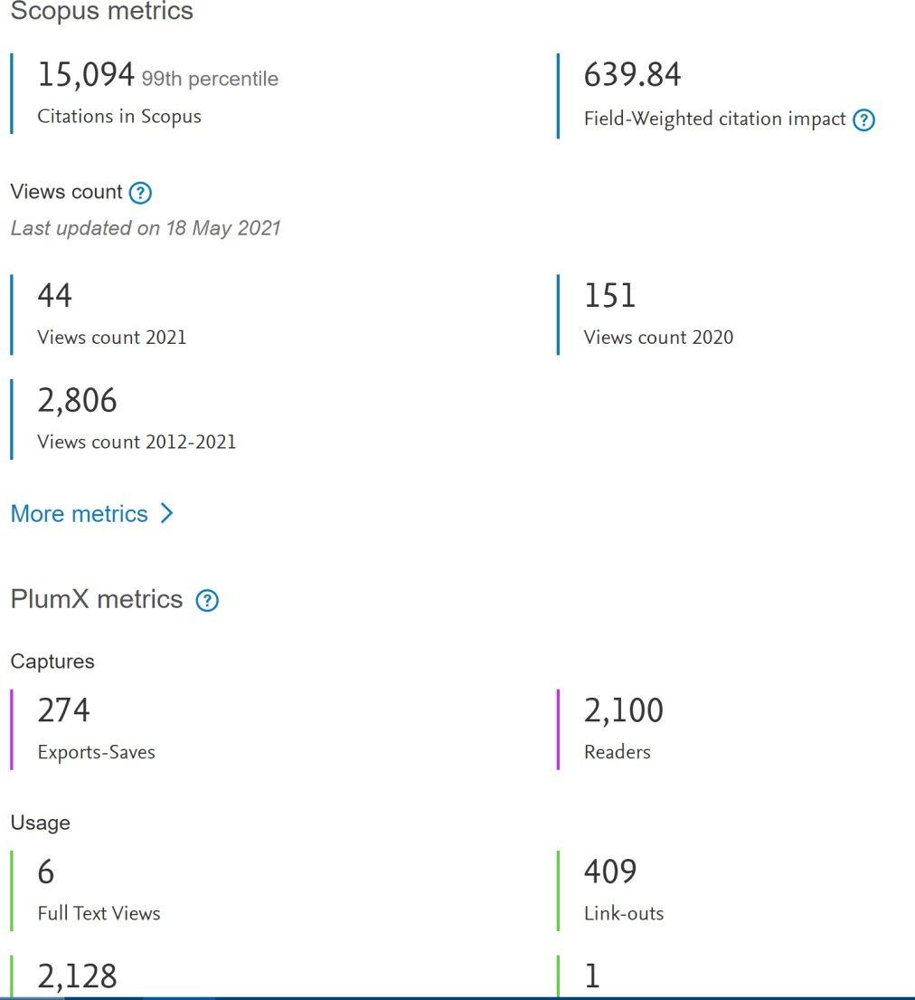 Scopus metrics
15,094 99th percentile
Citations in Scopus
639.84
Field-Weighted citation impact ?
Views count ?
Last updated on 18 May 2021
44
Views count 2021
151
Views count 2020
2,806
Views count 2012-2021
More metrics >
PlumX metrics ?
Captures
274
Exports-Saves
2,100
Readers
Usage
6
Full Text Views
409
Link-outs
2,128
1